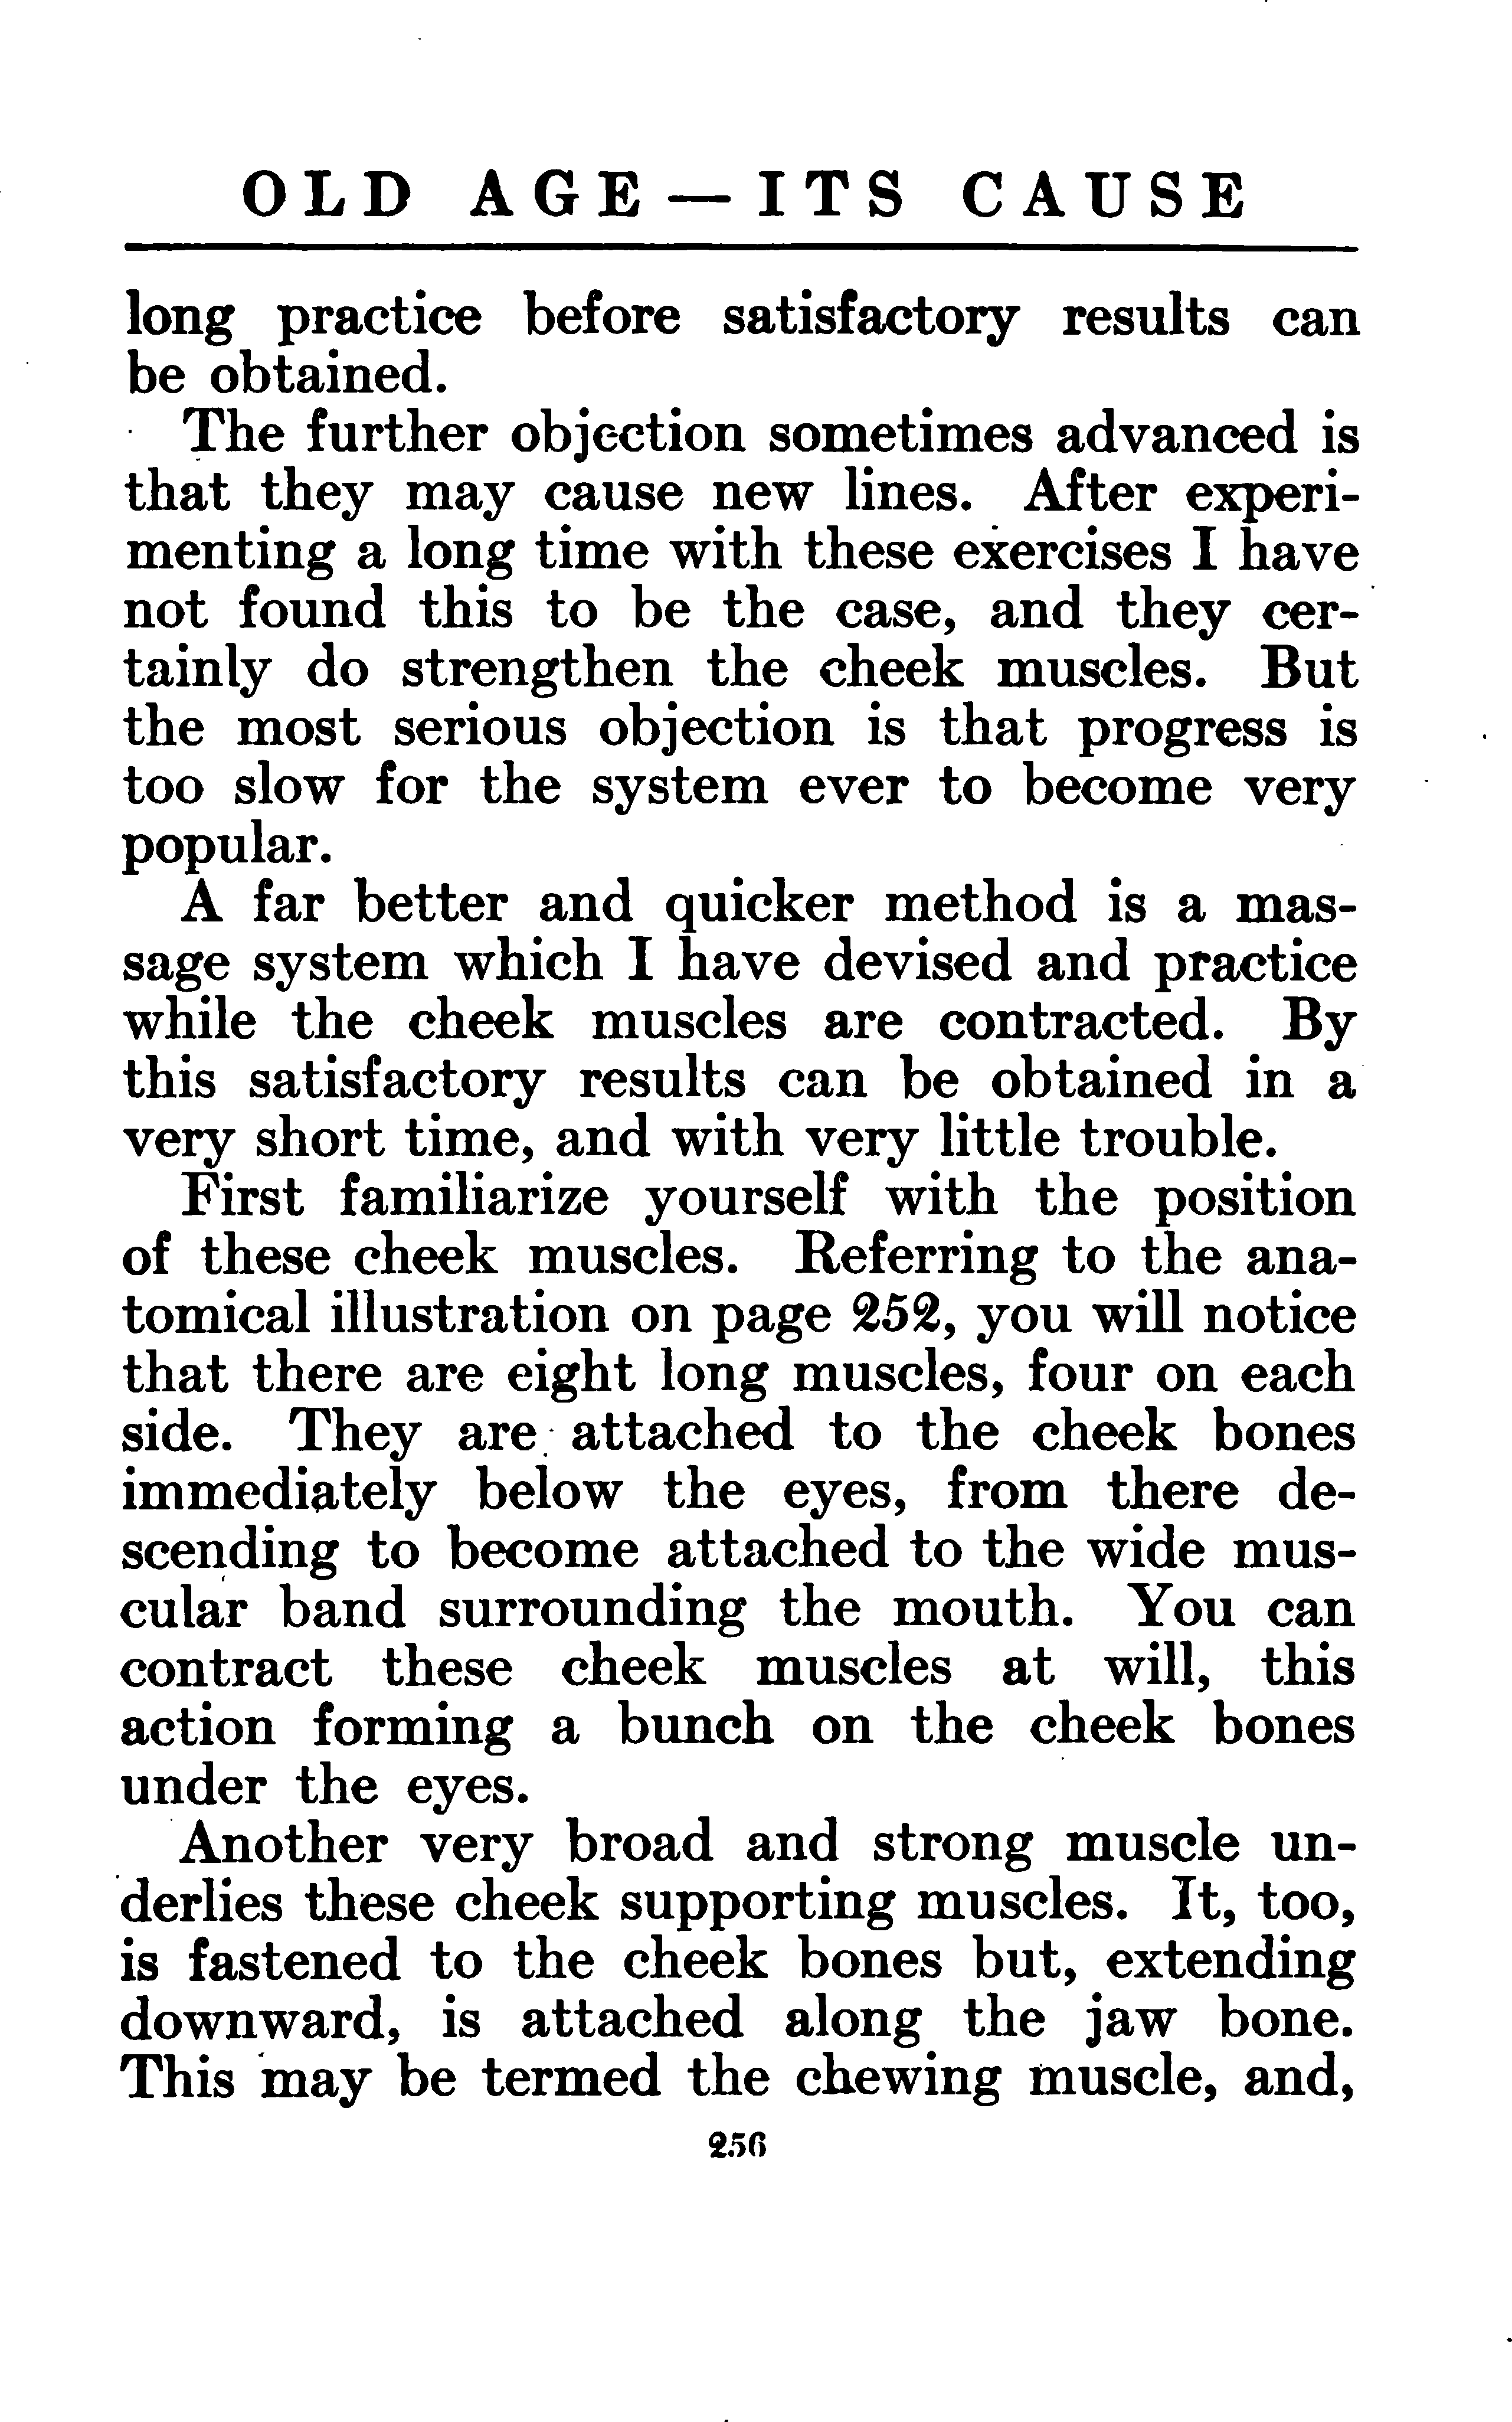 OLD AGE—ITS CAUSE
long practice before satisfactory results can
be obtained.
The further objection sometimes advanced is
that they may cause new lines. After experi-
menting a long time with these exercises I have
not found this to be the case, and they cer-
tainly do strengthen the cheek muscles. But
the most serious objection is that progress is
too slow for the system ever to become very
popular.
A far better and quicker method is a mas-
sage system which I have devised and practice
while the cheek muscles are contracted. By
this satisfactory results can be obtained in a
very short time, and with very little trouble.
First familiarize yourself with the position
of these cheek muscles. Referring to the ana-
tomical illustration on page 252, you will notice
that there are eight long muscles, four on each
side. They are attached to the cheek bones
immediately below the eyes, from there de-
scending to become attached to the wide mus-
cular band surrounding the mouth. You can
contract these cheek muscles at will, this
action forming a bunch on the cheek bones
under the eyes.
Another very broad and strong muscle un-
derlies these cheek supporting muscles. It, too,
is fastened to the cheek bones but, extending
downward, is attached along the jaw bone.
This may be termed the chewing muscle, and,
256